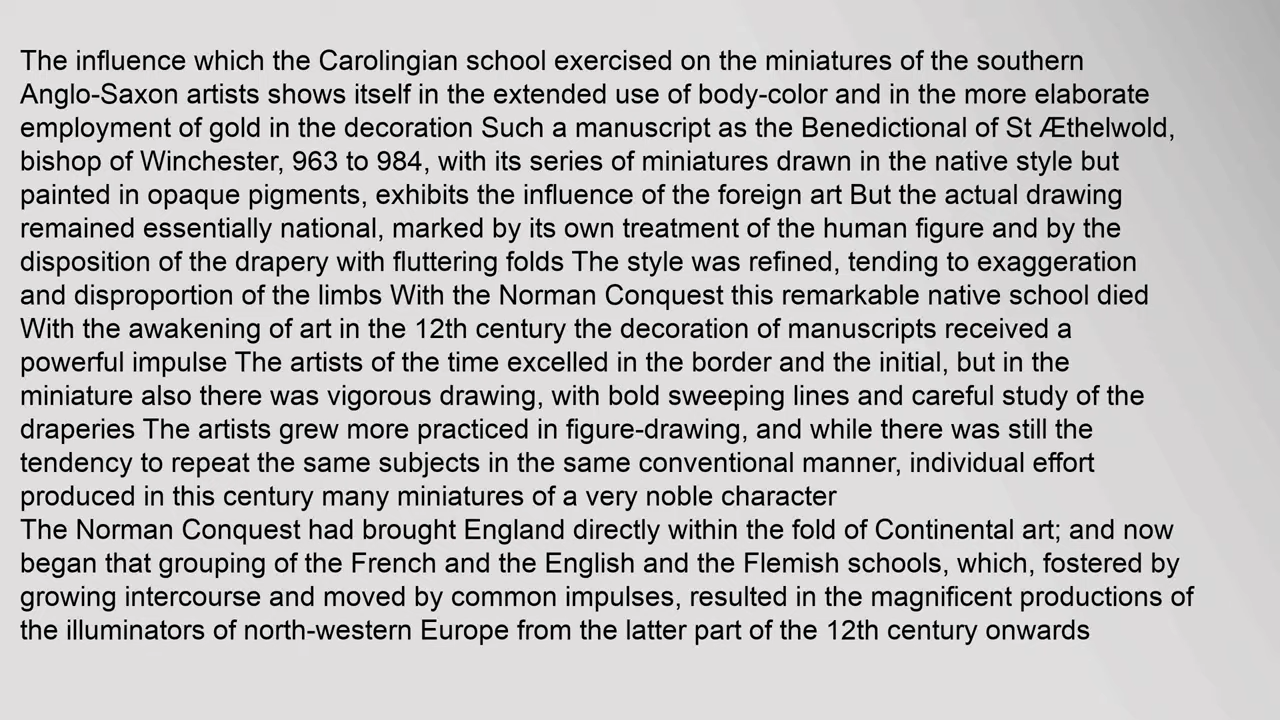 The influence which the Carolingian school exercised on the miniatures of the southern
Anglo-Saxon artists shows itself in the extended use of body-color and in the more elaborate
employment of gold in the decoration Such a manuscript as the Benedictional of St Æthelwold,
bishop of Winchester, 963 to 984, with its series of miniatures drawn in the native style but
painted in opaque pigments, exhibits the influence of the foreign art But the actual drawing
remained essentially national, marked by its own treatment of the human figure and by the
disposition of the drapery with fluttering folds The style was refined, tending to exaggeration
and disproportion of the limbs With the Norman Conquest this remarkable native school died
With the awakening of art in the 12th century the decoration of manuscripts received a
powerful impulse The artists of the time excelled in the border and the initial, but in the
miniature also there was vigorous drawing, with bold sweeping lines and careful study of the
draperies The artists grew more practiced in figure-drawing, and while there was still the
tendency to repeat the same subjects in the same conventional manner, individual effort
produced in this century many miniatures of a very noble character
The Norman Conquest had brought England directly within the fold of Continental art; and now
began that grouping of the French and the English and the Flemish schools, which, fostered by
growing intercourse and moved by common impulses, resulted in the magnificent productions of
the illuminators of north-western Europe from the latter part of the 12th century onwards